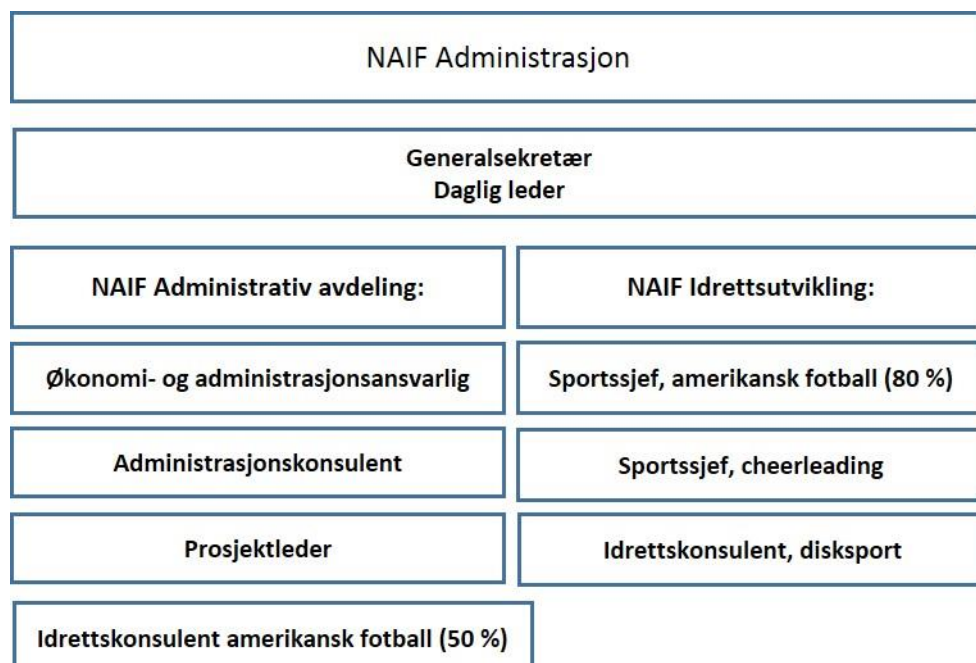 NAIF Administrasjon
Generalsekretær
Daglig leder
NAIF Administrativ avdeling:
NAIF Idrettsutvikling:
Økonomi- og administrasjonsansvarlig
Sportssjef, amerikansk fotball (80 %)
Administrasjonskonsulent
Sportssjef, cheerleading
Prosjektleder
Idrettskonsulent, disksport
Idrettskonsulent amerikansk fotball (50 %)